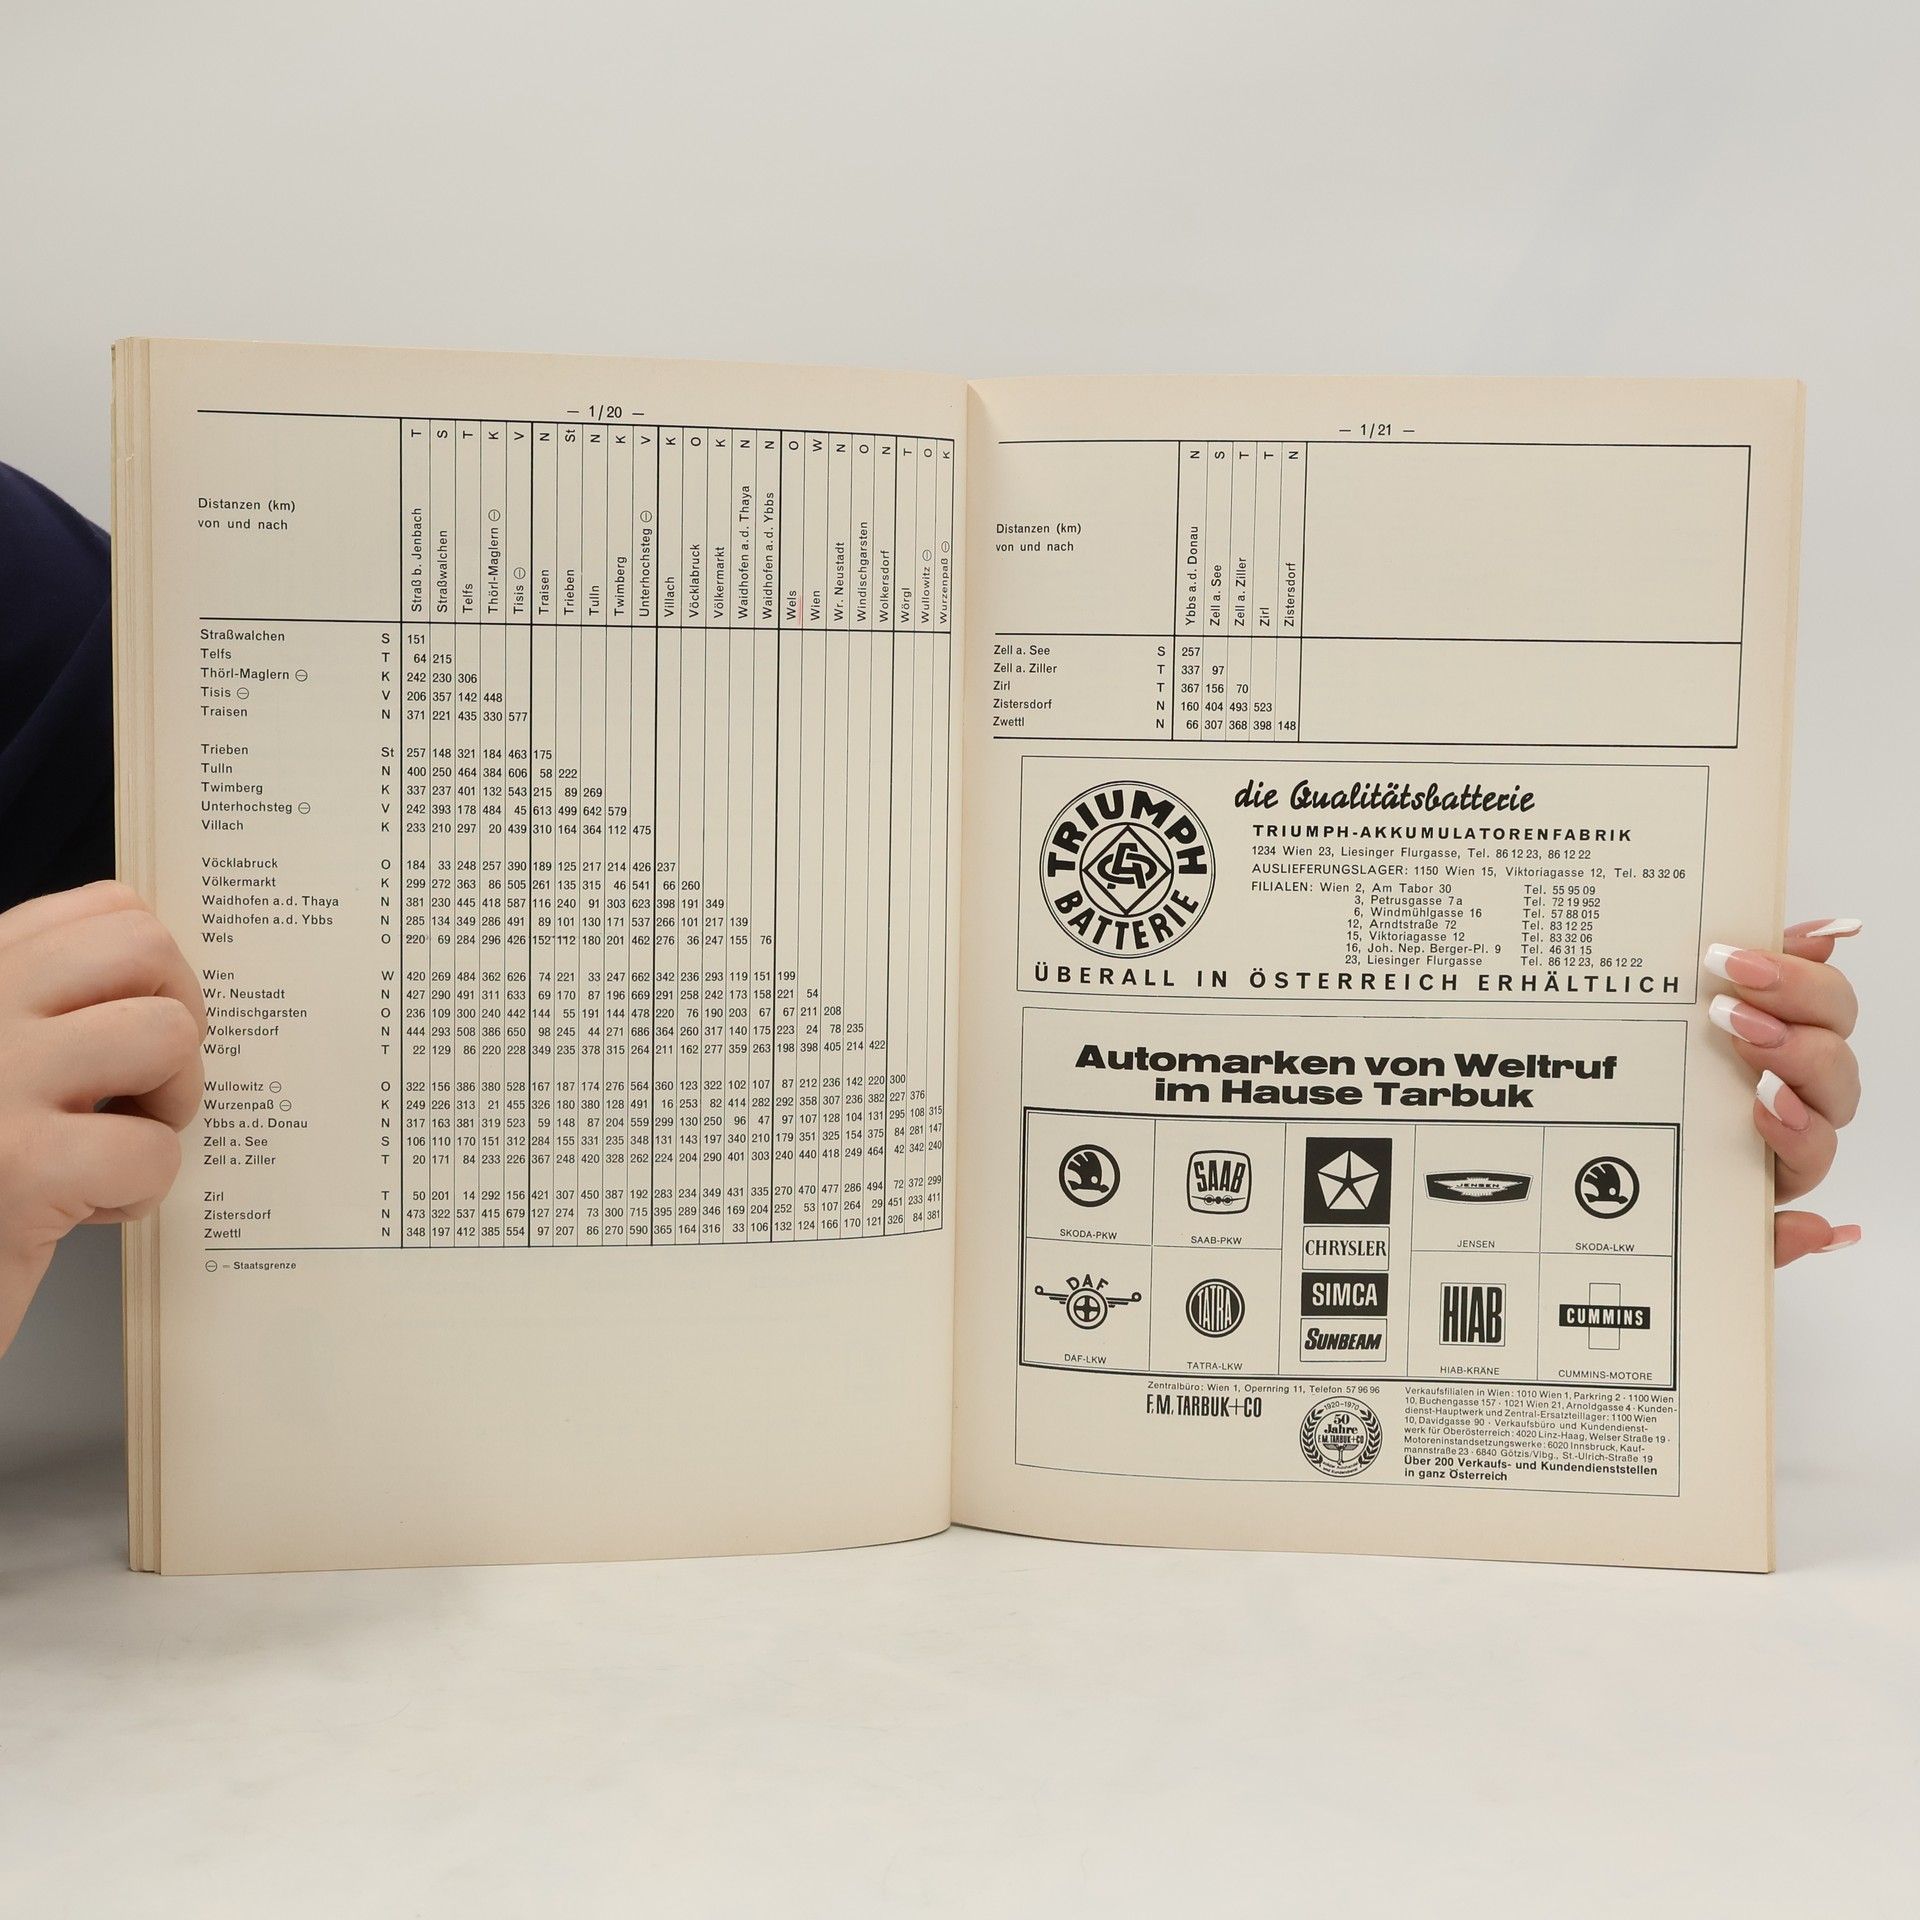 — 1/20 —
Distanzen (km)
von und nach
T S T K V N St N K V K O K N N O W N O N T O K
Straß b. Jenbach
Straßwalchen
Telfs
Thörl-Maglern ⊖
Tisis ⊖
Traisen
Trieben
Tulln
Twimberg
Unterhochsteg ⊖
Villach
Vöcklabruck
Völkermarkt
Waidhofen a.d. Thaya
Waidhofen a.d. Ybbs
Wels
Wien
Wr. Neustadt
Windischgarsten
Wolkersdorf
Wörgl
Wullowitz ⊖
Wurzenpaß ⊖
Straßwalchen S 151
Telfs T 64 215
Thörl-Maglern ⊖ K 242 230 306
Tisis ⊖ V 206 357 142 448
Traisen N 371 221 435 330 577
Trieben St 257 148 321 184 463 175
Tulln N 400 250 464 384 606 58 222
Twimberg K 337 237 401 132 543 215 89 269
Unterhochsteg ⊖ V 242 393 178 484 45 613 499 642 579
Villach K 233 210 297 20 439 310 164 364 112 475
Vöcklabruck O 184 33 248 257 390 189 125 217 214 426 237
Völkermarkt K 299 272 363 86 505 261 135 315 46 541 66 260
Waidhofen a.d. Thaya N 381 230 445 418 587 116 240 91 303 623 398 191 349
Waidhofen a.d. Ybbs N 285 134 349 286 491 89 101 130 171 537 266 101 217 139
Wels O 220 69 284 296 426 152 112 180 201 462 276 36 247 155 76
Wien W 420 269 484 362 626 74 221 33 247 662 342 236 293 119 151 199
Wr. Neustadt N 427 290 491 311 633 69 170 87 196 669 291 258 242 173 158 221 54
Windischgarsten O 236 109 300 240 442 144 55 191 144 478 220 76 190 203 67 67 211 208
Wolkersdorf N 444 293 508 386 650 98 245 44 271 686 364 260 317 140 175 223 24 78 235
Wörgl T 22 129 86 220 228 349 235 378 315 264 211 162 277 359 263 198 398 405 214 422
Wullowitz ⊖ O 322 156 386 380 528 167 187 174 276 564 360 123 322 102 107 87 212 236 142 220 300
Wurzenpaß ⊖ K 249 226 313 21 455 326 180 380 128 491 16 253 82 414 282 292 358 307 236 382 227 376
Ybbs a.d. Donau N 317 163 381 319 523 59 148 87 204 559 299 130 250 96 47 97 107 128 104 131 295 108 315
Zell a. See S 106 110 170 151 312 284 155 331 235 348 131 143 197 340 210 179 351 325 154 375 84 281 147
Zell a. Ziller T 20 171 84 233 226 367 248 420 328 262 224 204 290 401 303 240 440 418 249 464 42 342 240
Zirl T 50 201 14 292 156 421 307 450 387 192 283 234 349 431 335 270 470 477 286 494 72 372 299
Zistersdorf N 473 322 537 415 679 127 274 73 300 715 395 289 346 169 204 252 53 107 264 29 451 233 411
Zwettl N 348 197 412 385 554 97 207 86 270 590 365 164 316 33 106 132 124 166 170 121 326 84 381
⊖ = Staatsgrenze
— 1/21 —
Distanzen (km)
von und nach
N S T T N
Ybbs a.d. Donau
Zell a. See
Zell a. Ziller
Zirl
Zistersdorf
Zell a. See S 257
Zell a. Ziller T 337 97
Zirl T 367 156 70
Zistersdorf N 160 404 493 523
Zwettl N 66 307 368 398 148
TRIUMPH
BATTERIE
die Qualitätsbatterie
TRIUMPH-AKKUMULATORENFABRIK
1234 Wien 23, Liesinger Flurgasse, Tel. 86 12 23, 86 12 22
AUSLIEFERUNGSLAGER: 1150 Wien 15, Viktoriagasse 12, Tel. 83 32 06
FILIALEN: Wien 2, Am Tabor 30 Tel. 55 95 09
3, Petrusgasse 7a Tel. 72 19 952
6, Windmühlgasse 16 Tel. 57 88 015
12, Arndtstraße 72 Tel. 83 12 25
15, Viktoriagasse 12 Tel. 83 32 06
16, Joh. Nep. Berger-Pl. 9 Tel. 46 31 15
23, Liesinger Flurgasse Tel. 86 12 23, 86 12 22
ÜBERALL IN ÖSTERREICH ERHÄLTLICH
Automarken von Weltruf
im Hause Tarbuk
SKODA-PKW
SAAB
SAAB-PKW
CHRYSLER
SIMCA
SUNBEAM
JENSEN
JENSEN
SKODA-LKW
DAF
DAF-LKW
TATRA
TATRA-LKW
HIAB
HIAB-KRÄNE
CUMMINS
CUMMINS-MOTORE
Zentralbüro: Wien 1, Opernring 11, Telefon 57 96 96
F.M. TARBUK+CO
1920-1970
50
Jahre
F.M. TARBUK+CO
Verkaufsfilialen in Wien: 1010 Wien 1, Parkring 2 · 1100 Wien
10, Buchengasse 157 · 1021 Wien 21, Arnoldgasse 4 · Kunden-
dienst-Hauptwerk und Zentral-Ersatzteillager: 1100 Wien
10, Davidgasse 90 · Verkaufsbüro und Kundendienst-
werk für Oberösterreich: 4020 Linz-Haag, Welser Straße 19 ·
Motoreninstandsetzungswerke: 6020 Innsbruck, Kauf-
mannstraße 23 · 6840 Götzis/Vlbg., St.-Ulrich-Straße 19
Über 200 Verkaufs- und Kundendienststellen
in ganz Österreich